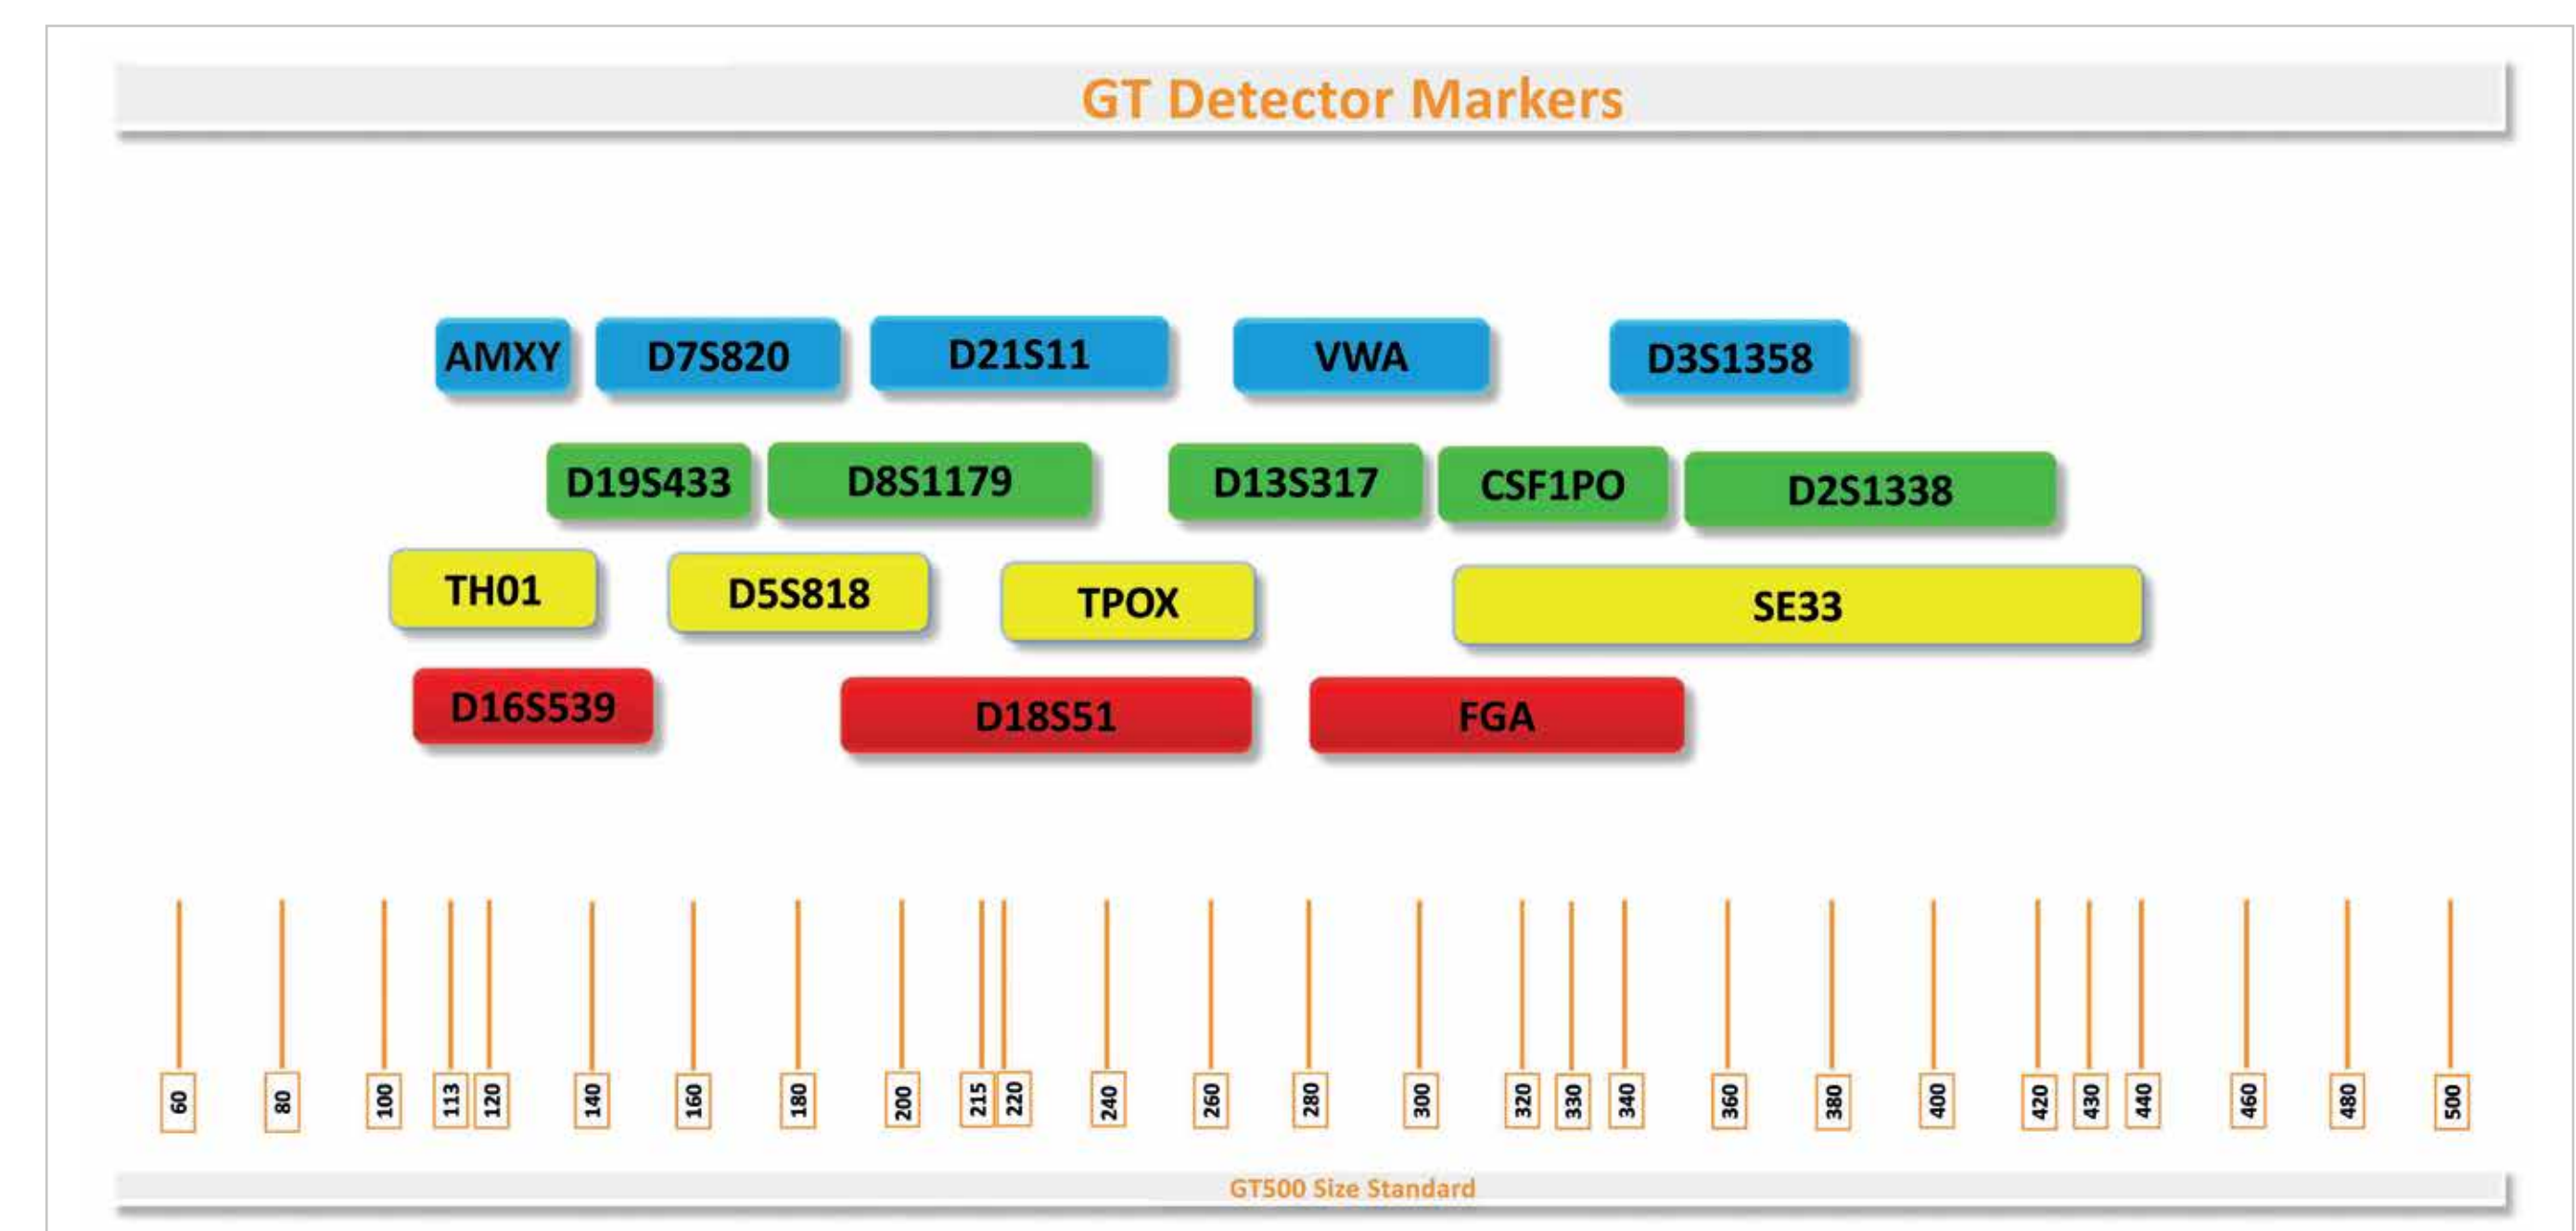 GT Detector Markers
AMXY D7S820 D21S11 VWA D3S1358
D19S433 D8S1179 D13S317 CSF1PO D2S1338
TH01 D5S818 TPOX SE33
D16S539 D18S51 FGA
60 80 100 113 120 140 160 180 200 215 220 240 260 280 300 320 330 340 360 380 400 420 430 440 460 480 500
GT500 Size Standard